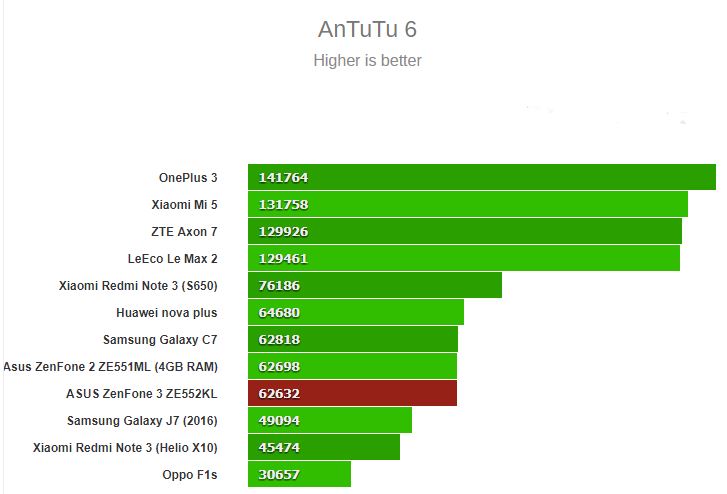 AnTuTu 6
Higher is better
OnePlus 3 141764
Xiaomi Mi 5 131758
ZTE Axon 7 129926
LeEco Le Max 2 129461
Xiaomi Redmi Note 3 (S650) 76186
Huawei nova plus 64680
Samsung Galaxy C7 62818
Asus ZenFone 2 ZE551ML (4GB RAM) 62698
ASUS ZenFone 3 ZE552KL 62632
Samsung Galaxy J7 (2016) 49094
Xiaomi Redmi Note 3 (Helio X10) 45474
Oppo F1s 30657